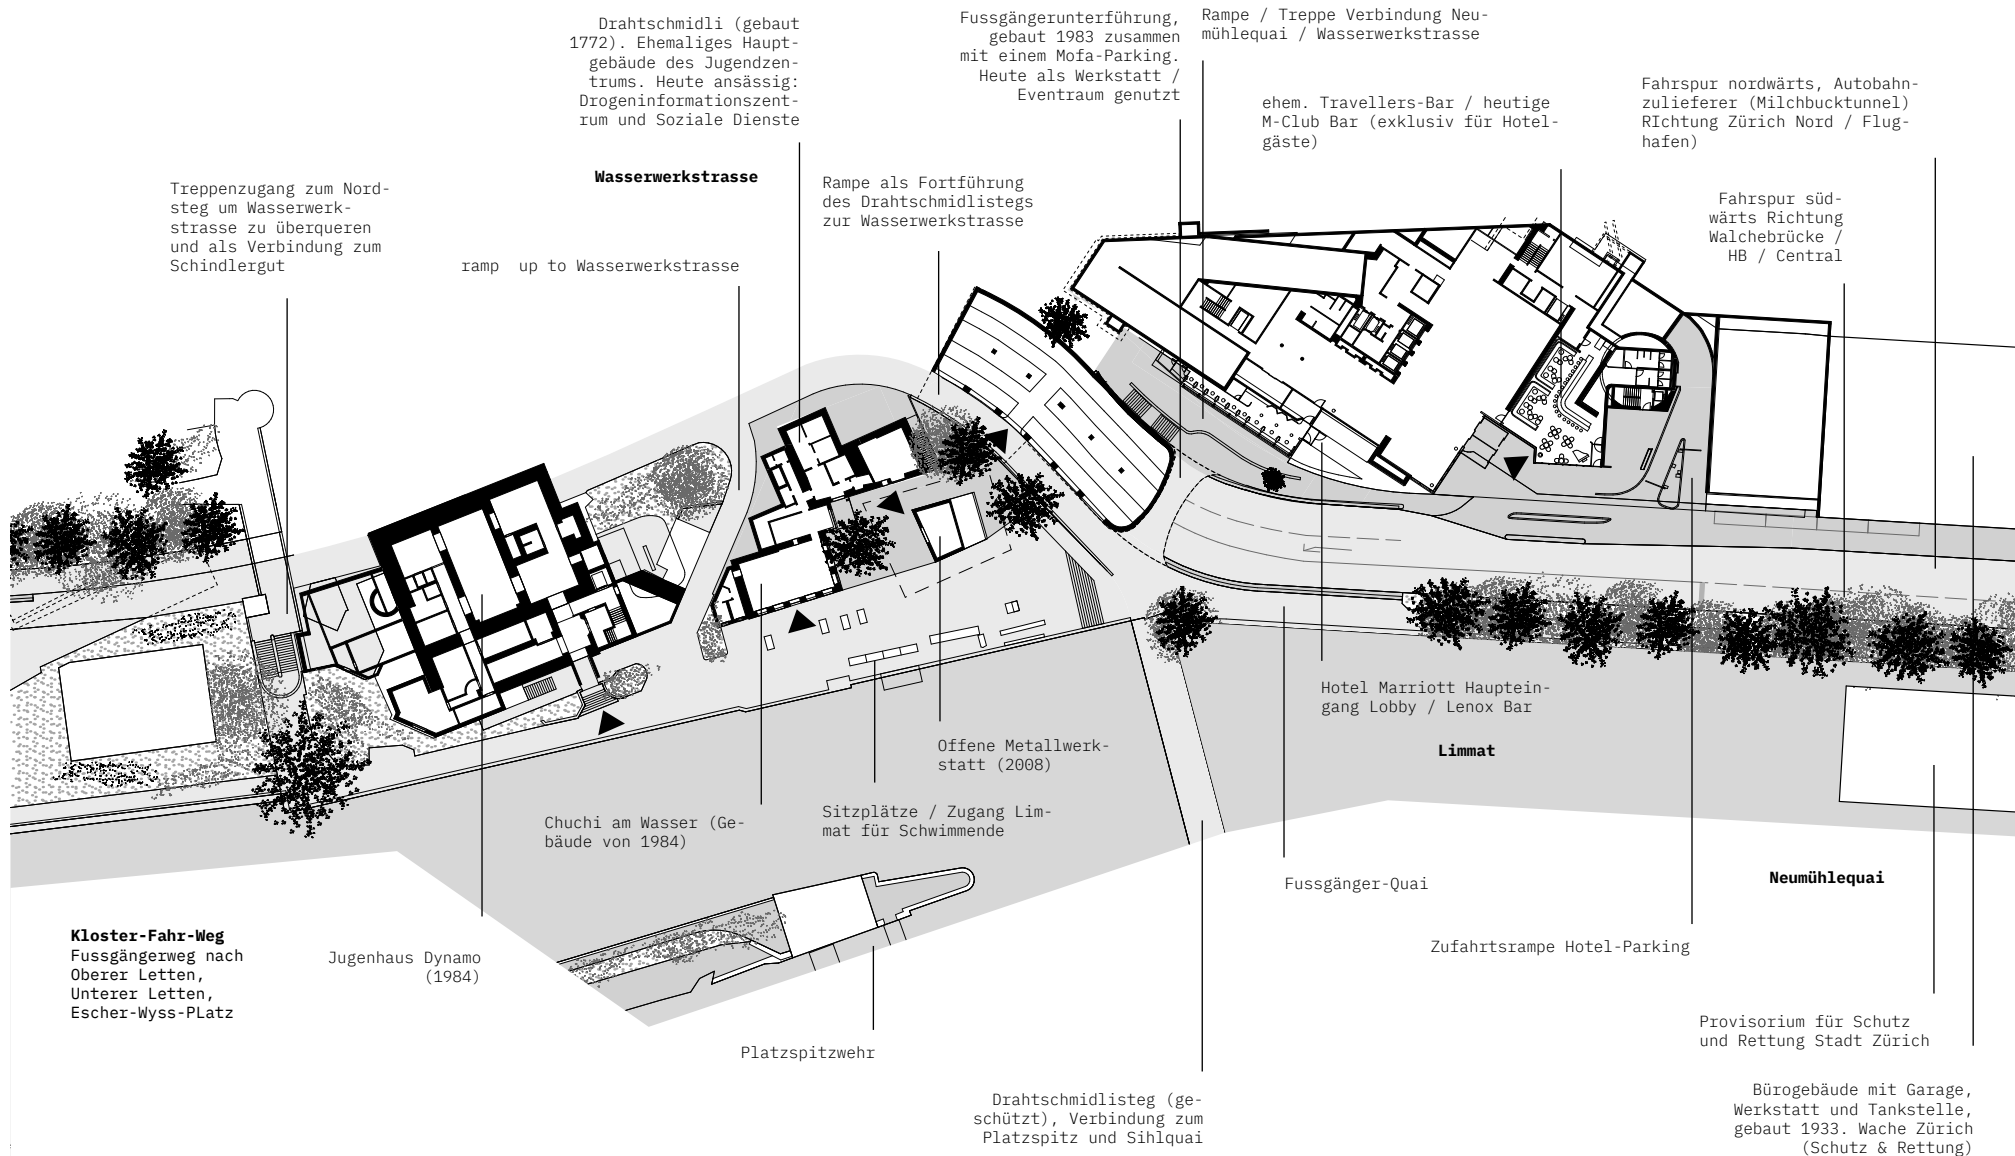 Drahtschmidli (gebaut
1772). Ehemaliges Haupt-
gebäude des Jugendzen-
trums. Heute ansässig:
Drogeninformationszent-
rum und Soziale Dienste
Fussgängerunterführung,
gebaut 1983 zusammen
mit einem Mofa-Parking.
Heute als Werkstatt /
Eventraum genutzt
Rampe / Treppe Verbindung Neu-
mühlequai / Wasserwerkstrasse
ehem. Travellers-Bar / heutige
M-Club Bar (exklusiv für Hotel-
gäste)
Fahrspur nordwärts, Autobahn-
zulieferer (Milchbucktunnel)
RIchtung Zürich Nord / Flug-
hafen)
Wasserwerkstrasse
Treppenzugang zum Nord-
steg um Wasserwerk-
strasse zu überqueren
und als Verbindung zum
Schindlergut
ramp  up to Wasserwerkstrasse
Rampe als Fortführung
des Drahtschmidlistegs
zur Wasserwerkstrasse
Fahrspur süd-
wärts Richtung
Walchebrücke /
HB / Central
Hotel Marriott Hauptein-
gang Lobby / Lenox Bar
Limmat
Offene Metallwerk-
statt (2008)
Sitzplätze / Zugang Lim-
mat für Schwimmende
Chuchi am Wasser (Ge-
bäude von 1984)
Fussgänger-Quai
Neumühlequai
Kloster-Fahr-Weg
Fussgängerweg nach
Oberer Letten,
Unterer Letten,
Escher-Wyss-PLatz
Jugenhaus Dynamo
(1984)
Zufahrtsrampe Hotel-Parking
Platzspitzwehr
Provisorium für Schutz
und Rettung Stadt Zürich
Drahtschmidlisteg (ge-
schützt), Verbindung zum
Platzspitz und Sihlquai
Bürogebäude mit Garage,
Werkstatt und Tankstelle,
gebaut 1933. Wache Zürich
(Schutz & Rettung)